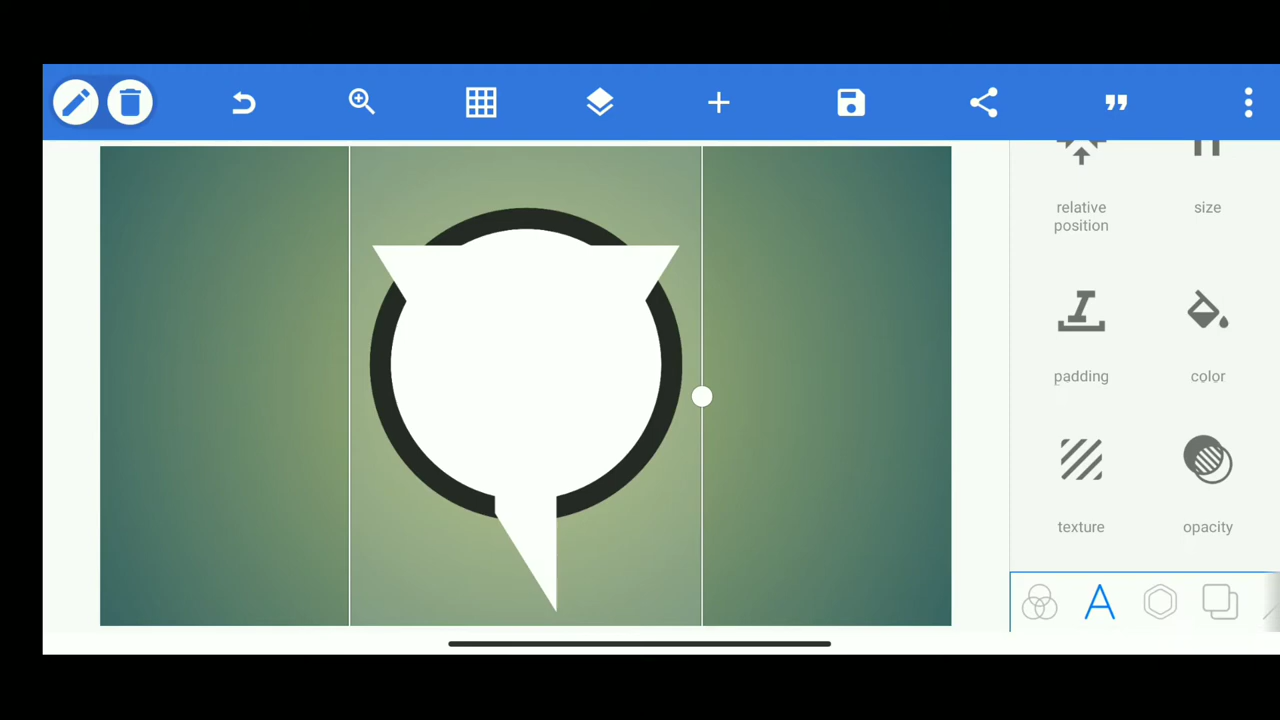 relative
position
size
padding
color
texture
opacity